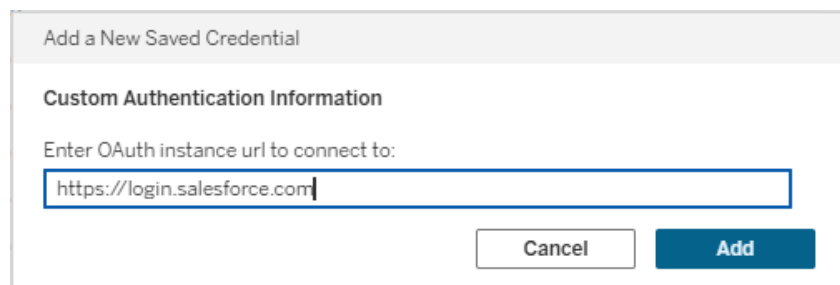 Add a New Saved Credential
Custom Authentication Information
Enter OAuth instance url to connect to:
https://login.salesforce.com
Cancel Add